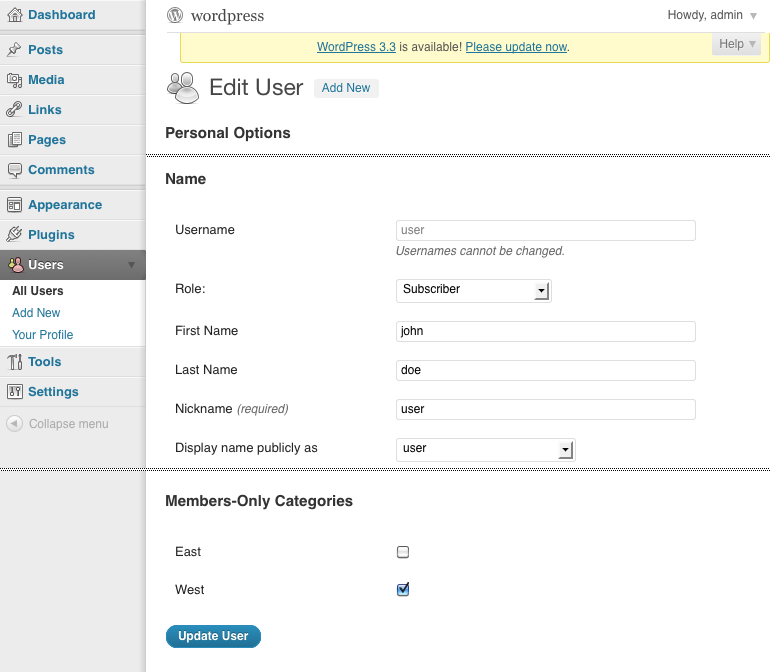 Dashboard
Posts
Media
Links
Pages
Comments
Appearance
Plugins
Users
All Users
Add New
Your Profile
Tools
Settings
Collapse menu
wordpress
Howdy, admin
WordPress 3.3 is available! Please update now.
Help
Edit User
Add New
Personal Options
Name
Username user
Usernames cannot be changed.
Role: Subscriber
First Name john
Last Name doe
Nickname (required) user
Display name publicly as user
Members-Only Categories
East
West
Update User